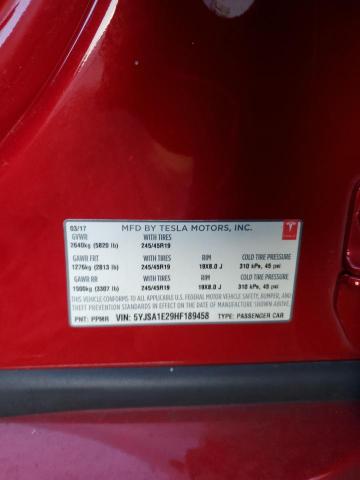 03/17 MFD BY TESLA MOTORS, INC.
GVWR WITH TIRES
2640kg (5820 lb) 245/45R19
GAWR FRT WITH TIRES RIM COLD TIRE PRESSURE
1276kg (2813 lb) 245/45R19 19X8.0 J 310 kPa, 45 psi
GAWR RR WITH TIRES RIM COLD TIRE PRESSURE
1500kg (3307 lb) 245/45R19 19X8.0 J 310 kPa, 45 psi
THIS VEHICLE CONFORMS TO ALL APPLICABLE FEDERAL
MOTOR VEHICLE SAFETY, BUMPER, AND
THEFT PREVENTION STANDARDS IN EFFECT ON THE DATE OF MANUFACTURE
SHOWN ABOVE.
PNT: PPMR VIN: 5YJSA1E29HF189458 TYPE: PASSENGER CAR